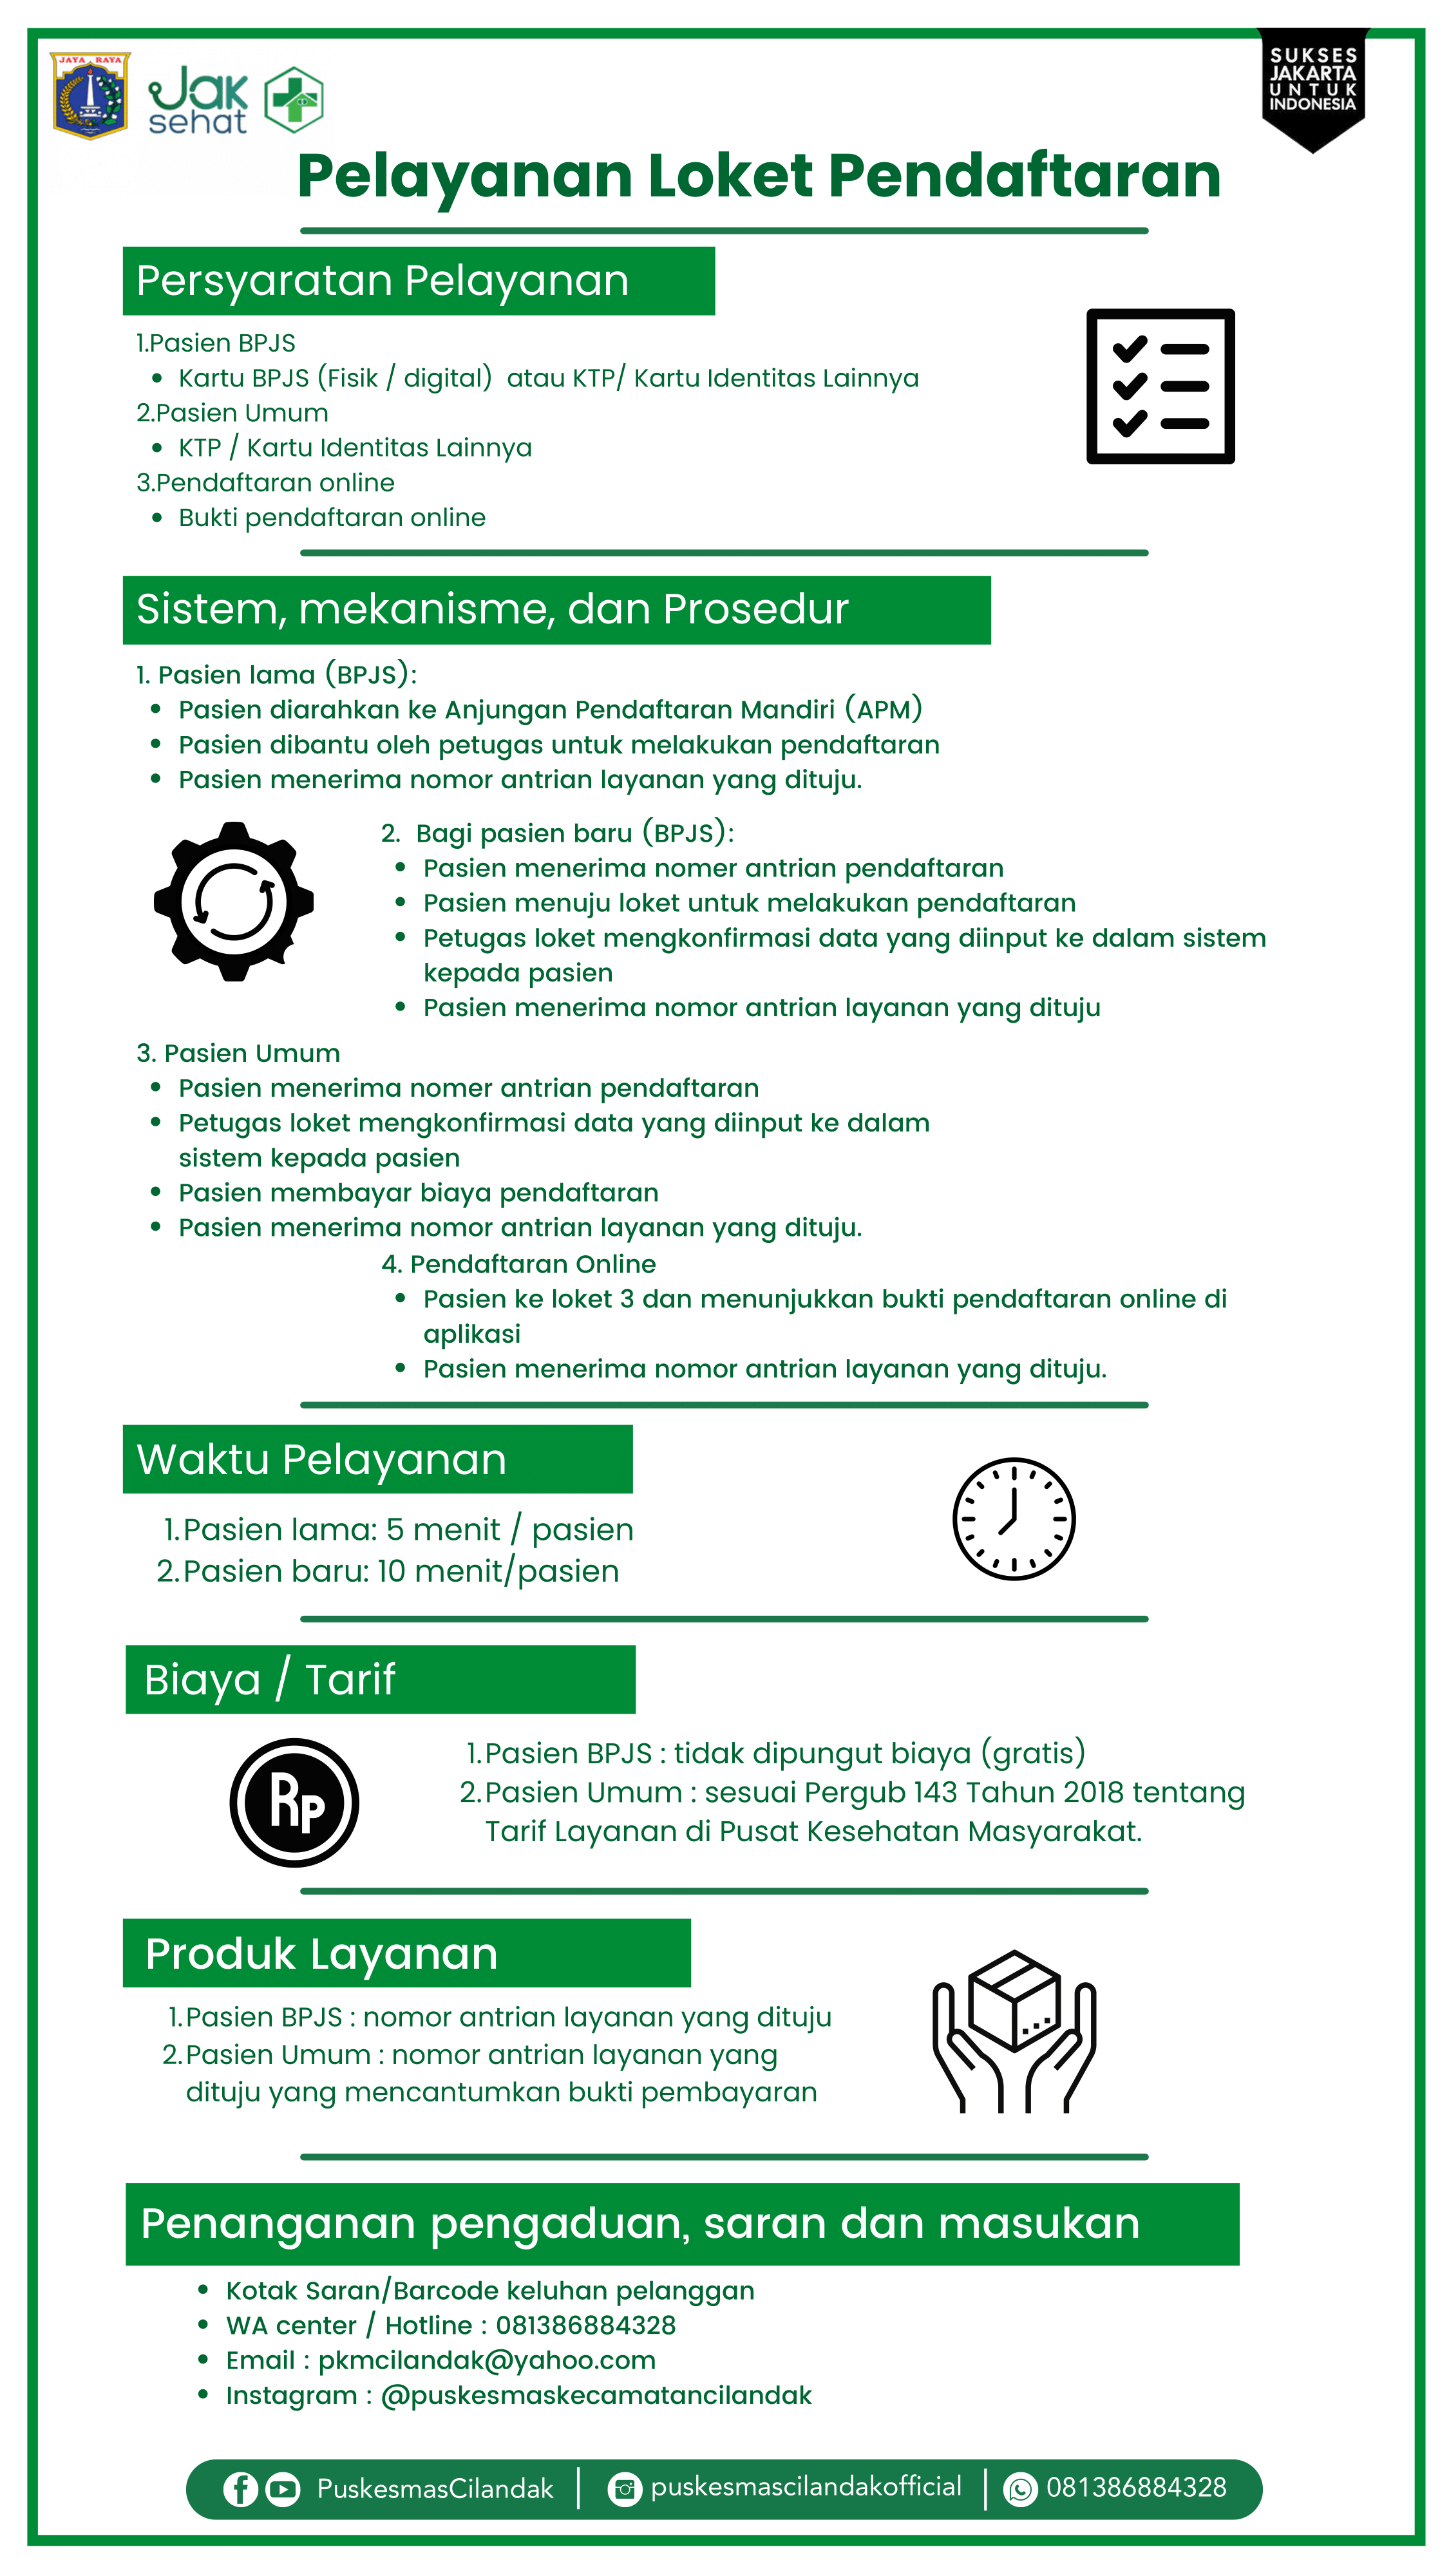 JAYA RAYA
Jak
sehat
SUKSES
JAKARTA
UNTUK
INDONESIA
Pelayanan Loket Pendaftaran
Persyaratan Pelayanan
1.Pasien BPJS
• Kartu BPJS (Fisik / digital) atau KTP/ Kartu Identitas Lainnya
2.Pasien Umum
• KTP / Kartu Identitas Lainnya
3.Pendaftaran online
• Bukti pendaftaran online
Sistem, mekanisme, dan Prosedur
1. Pasien lama (BPJS):
• Pasien diarahkan ke Anjungan Pendaftaran Mandiri (APM)
• Pasien dibantu oleh petugas untuk melakukan pendaftaran
• Pasien menerima nomor antrian layanan yang dituju.
2. Bagi pasien baru (BPJS):
• Pasien menerima nomer antrian pendaftaran
• Pasien menuju loket untuk melakukan pendaftaran
• Petugas loket mengkonfirmasi data yang diinput ke dalam sistem
kepada pasien
• Pasien menerima nomor antrian layanan yang dituju
3. Pasien Umum
• Pasien menerima nomer antrian pendaftaran
• Petugas loket mengkonfirmasi data yang diinput ke dalam
sistem kepada pasien
• Pasien membayar biaya pendaftaran
• Pasien menerima nomor antrian layanan yang dituju.
4. Pendaftaran Online
• Pasien ke loket 3 dan menunjukkan bukti pendaftaran online di
aplikasi
• Pasien menerima nomor antrian layanan yang dituju.
Waktu Pelayanan
1.Pasien lama: 5 menit / pasien
2.Pasien baru: 10 menit/pasien
Biaya / Tarif
Rp
1.Pasien BPJS : tidak dipungut biaya (gratis)
2.Pasien Umum : sesuai Pergub 143 Tahun 2018 tentang
Tarif Layanan di Pusat Kesehatan Masyarakat.
Produk Layanan
1.Pasien BPJS : nomor antrian layanan yang dituju
2.Pasien Umum : nomor antrian layanan yang
dituju yang mencantumkan bukti pembayaran
Penanganan pengaduan, saran dan masukan
• Kotak Saran/Barcode keluhan pelanggan
• WA center / Hotline : 081386884328
• Email : pkmcilandak@yahoo.com
• Instagram : @puskesmaskecamatancilandak
PuskesmasCilandak | puskesmascilandakofficial | 081386884328